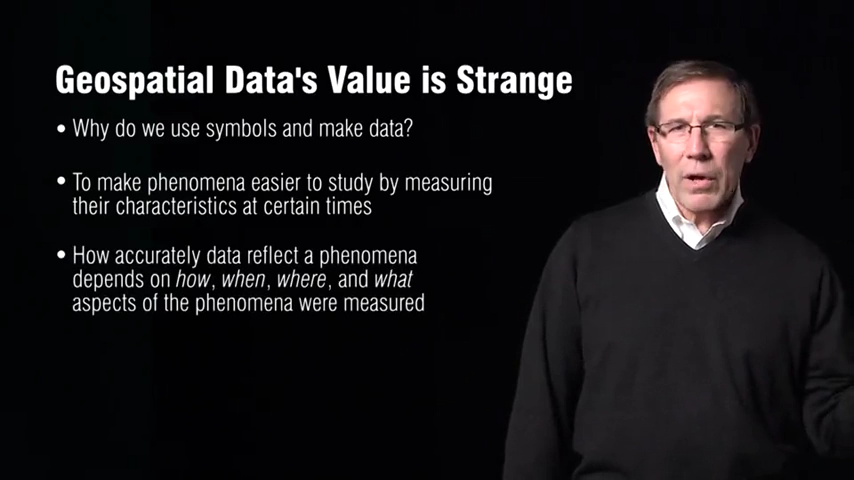 Geospatial Data's Value is Strange
• Why do we use symbols and make data?
• To make phenomena easier to study by measuring
their characteristics at certain times
• How accurately data reflect a phenomena
depends on how, when, where, and what
aspects of the phenomena were measured